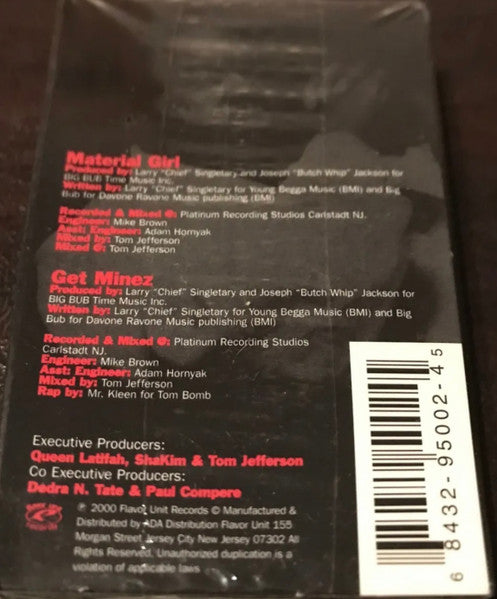 Material Girl
Produced by: Larry "Chief" Singletary and Joseph "Butch Whip" Jackson for
BIG BUB Time Music Inc.
Written by: Larry "Chief" Singletary for Young Begga Music (BMI) and Big
Bub for Davone Ravone Music publishing (BMI)
Recorded & Mixed @: Platinum Recording Studios Carlstadt NJ.
Engineer: Mike Brown
Asst: Engineer: Adam Hornyak
Mixed by: Tom Jefferson
Mixed @: Tom Jefferson
Get Minez
Produced by: Larry "Chief" Singletary and Joseph "Butch Whip" Jackson for
BIG BUB Time Music Inc.
Written by: Larry "Chief" Singletary for Young Begga Music (BMI) and Big
Bub for Davone Ravone Music publishing (BMI)
Recorded & Mixed @: Platinum Recording Studios
Carlstadt NJ.
Engineer: Mike Brown
Asst: Engineer: Adam Hornyak
Mixed by: Tom Jefferson
Rap by: Mr. Kleen for Tom Bomb
Executive Producers:
Queen Latifah, ShaKim & Tom Jefferson
Co Executive Producers:
Dedra N. Tate & Paul Compere
℗ 2000 Flavor Unit Records © Manufactured &
Distributed by ADA Distribution Flavor Unit 155
Morgan Street Jersey City New Jersey 07302 All
Rights Reserved. Unauthorized duplication is a
violation of applicable laws
6 8432-95002-4 5